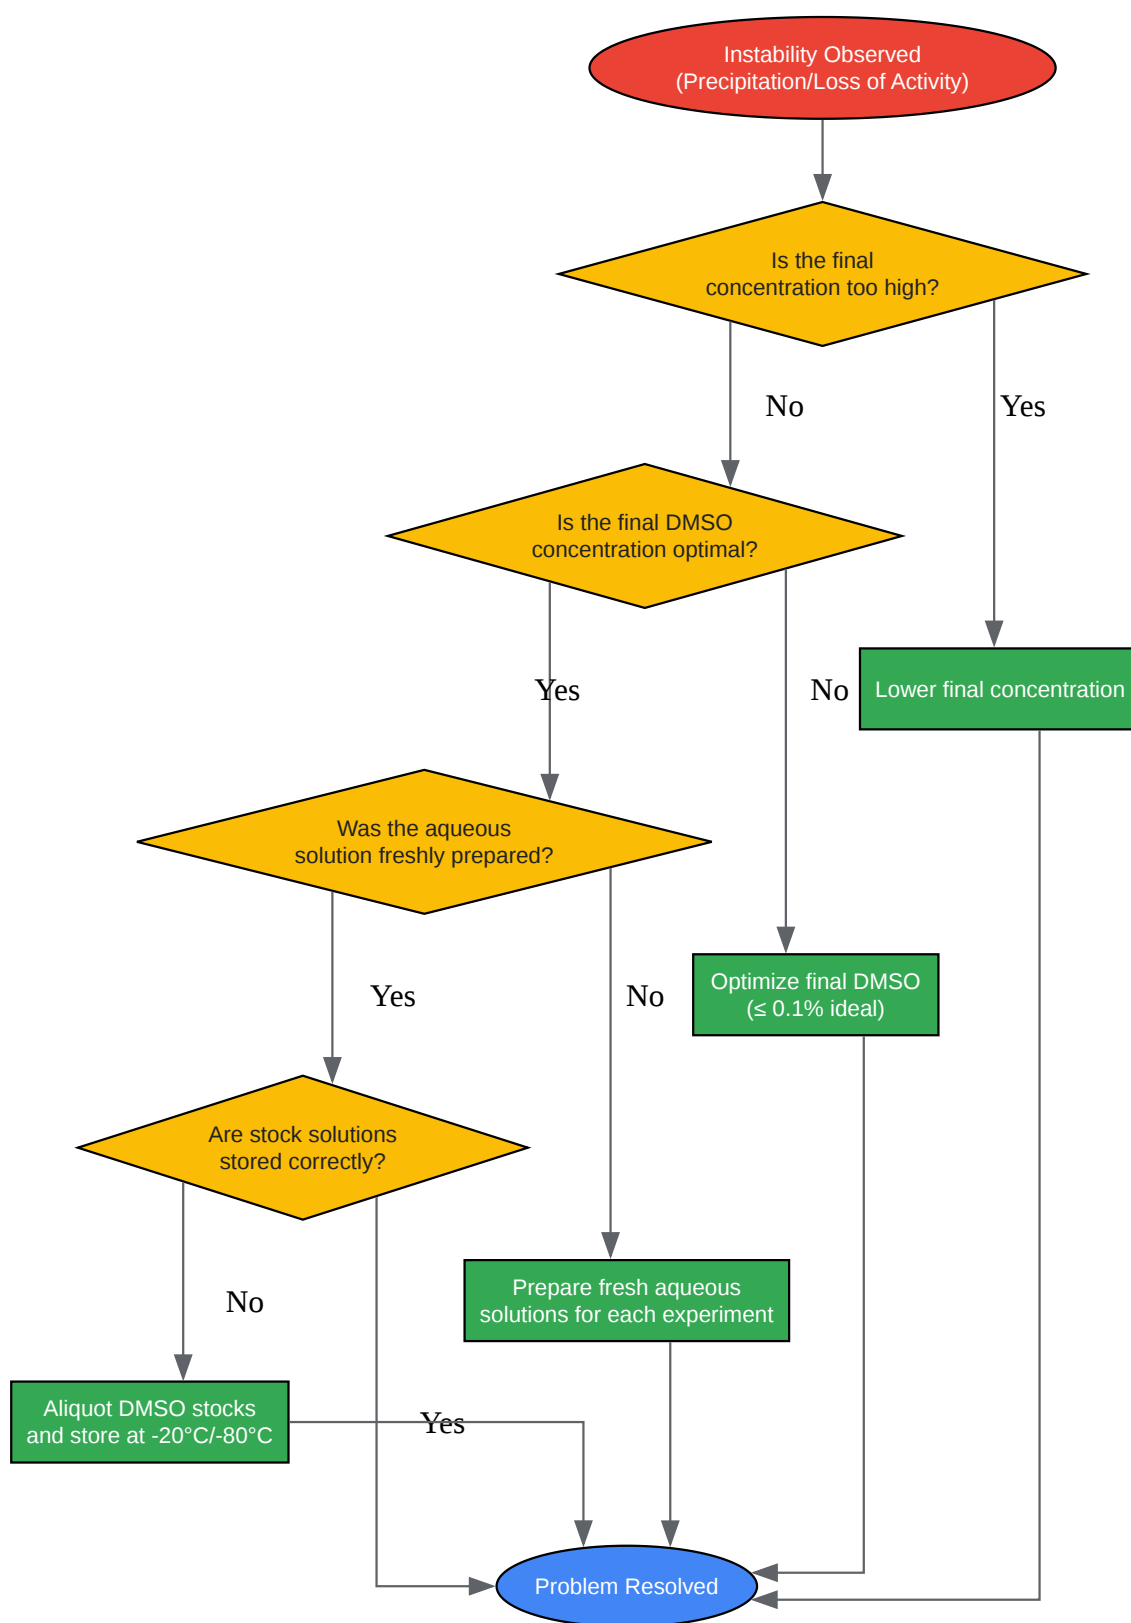 Instability Observed
(Precipitation/Loss of Activity)
Is the final
concentration too high?
No
Yes
Is the final DMSO
concentration optimal?
Yes
No
Lower final concentration
Was the aqueous
solution freshly prepared?
Yes
No
Optimize final DMSO
(≤ 0.1% ideal)
Are stock solutions
stored correctly?
No
Prepare fresh aqueous
solutions for each experiment
Aliquot DMSO stocks
and store at -20°C/-80°C
Yes
Problem Resolved